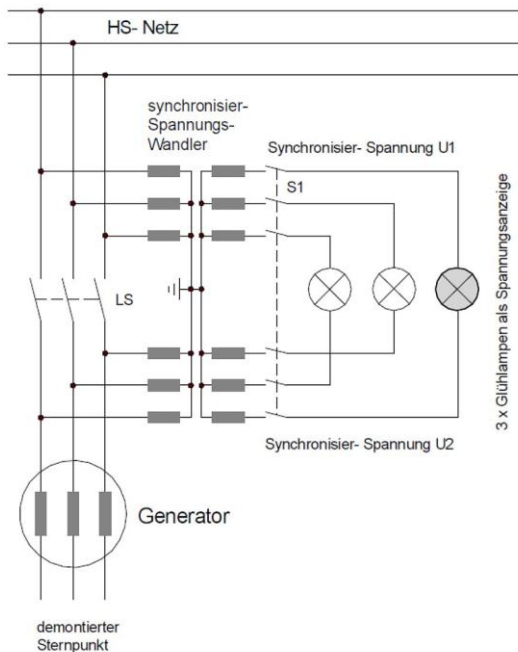 HS- Netz
synchronisier-
Spannungs-
Wandler
Synchronisier- Spannung U1
S1
LS
3 x Glühlampen als Spannungsanzeige
Synchronisier- Spannung U2
Generator
demontierter
Sternpunkt